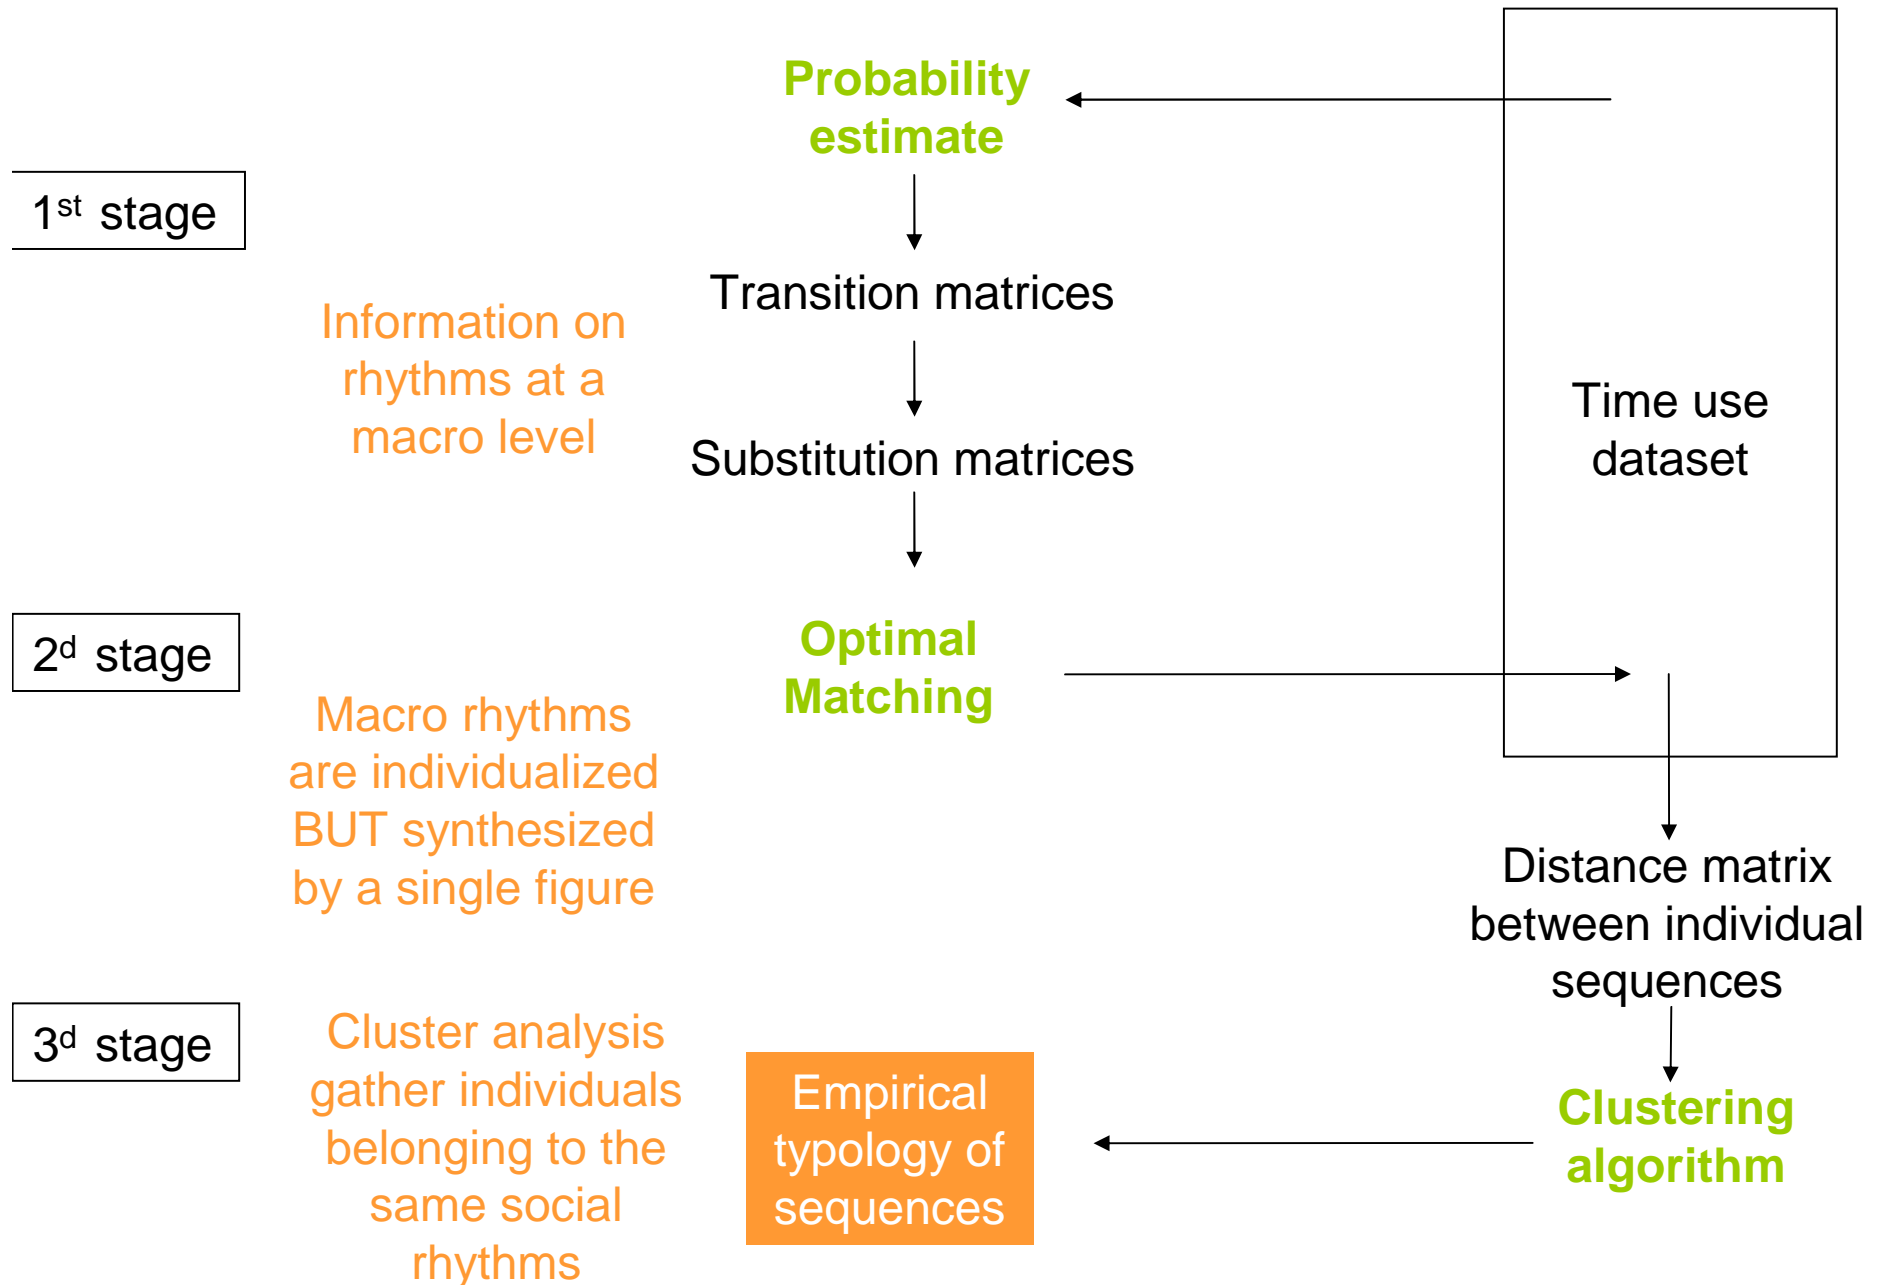 Probability
estimate
1st stage
Transition matrices
Information on
rhythms at a
macro level
Substitution matrices
Time use
dataset
2d stage
Optimal
Matching
Macro rhythms
are individualized
BUT synthesized
by a single figure
Distance matrix
between individual
sequences
3d stage
Cluster analysis
gather individuals
belonging to the
same social
rhythms
Empirical
typology of
sequences
Clustering
algorithm